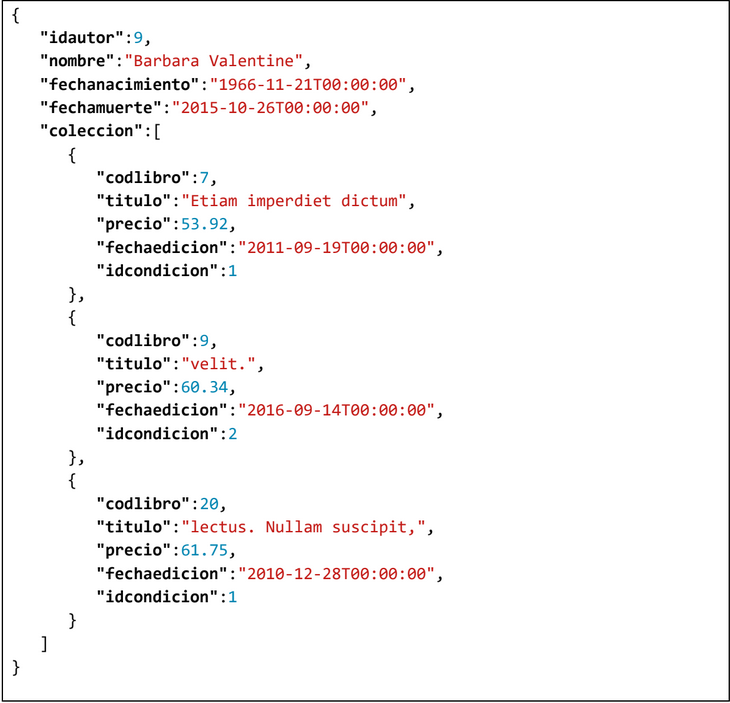 {
"idautor":9,
"nombre":"Barbara Valentine",
"fechanacimiento":"1966-11-21T00:00:00",
"fechamuerte":"2015-10-26T00:00:00",
"coleccion":[
{
"codlibro":7,
"titulo":"Etiam imperdiet dictum",
"precio":53.92,
"fechaedicion":"2011-09-19T00:00:00",
"idcondicion":1
},
{
"codlibro":9,
"titulo":"velit.",
"precio":60.34,
"fechaedicion":"2016-09-14T00:00:00",
"idcondicion":2
},
{
"codlibro":20,
"titulo":"lectus. Nullam suscipit,",
"precio":61.75,
"fechaedicion":"2010-12-28T00:00:00",
"idcondicion":1
}
]
}